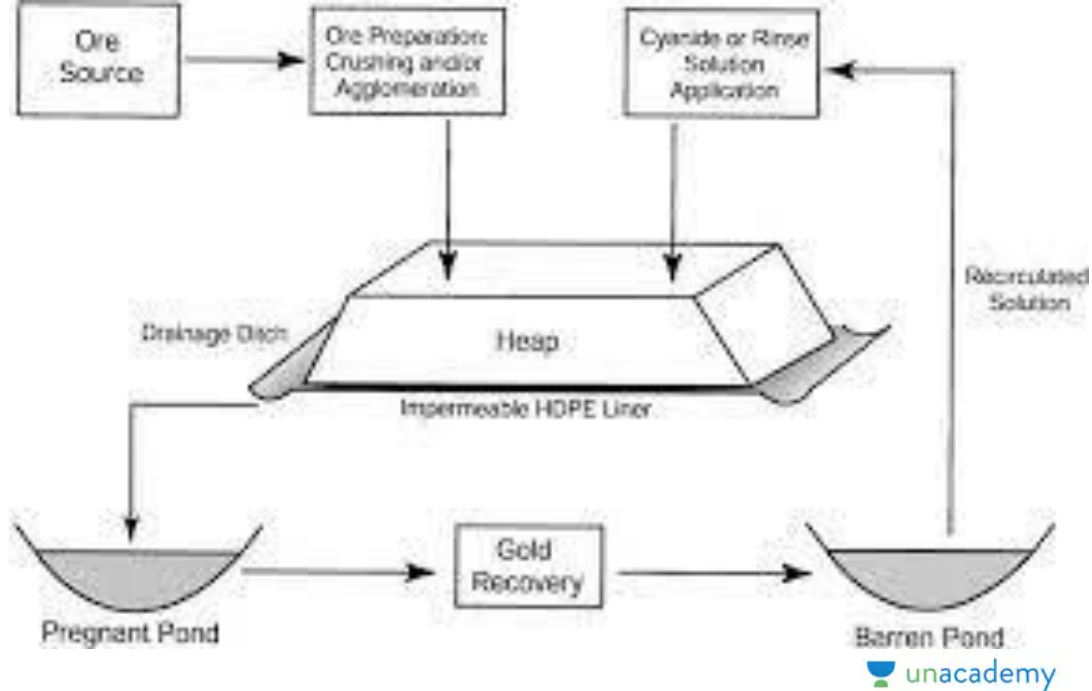 Ore
Source
Ore Preparation:
Crushing and/or
Agglomeration
Cyanide or Rinse
Solution
Application
Recirculated
Solution
Drainage Ditch
Heap
Impermeable HDPE Liner
Gold
Recovery
Pregnant Pond
Barren Pond
unacademy